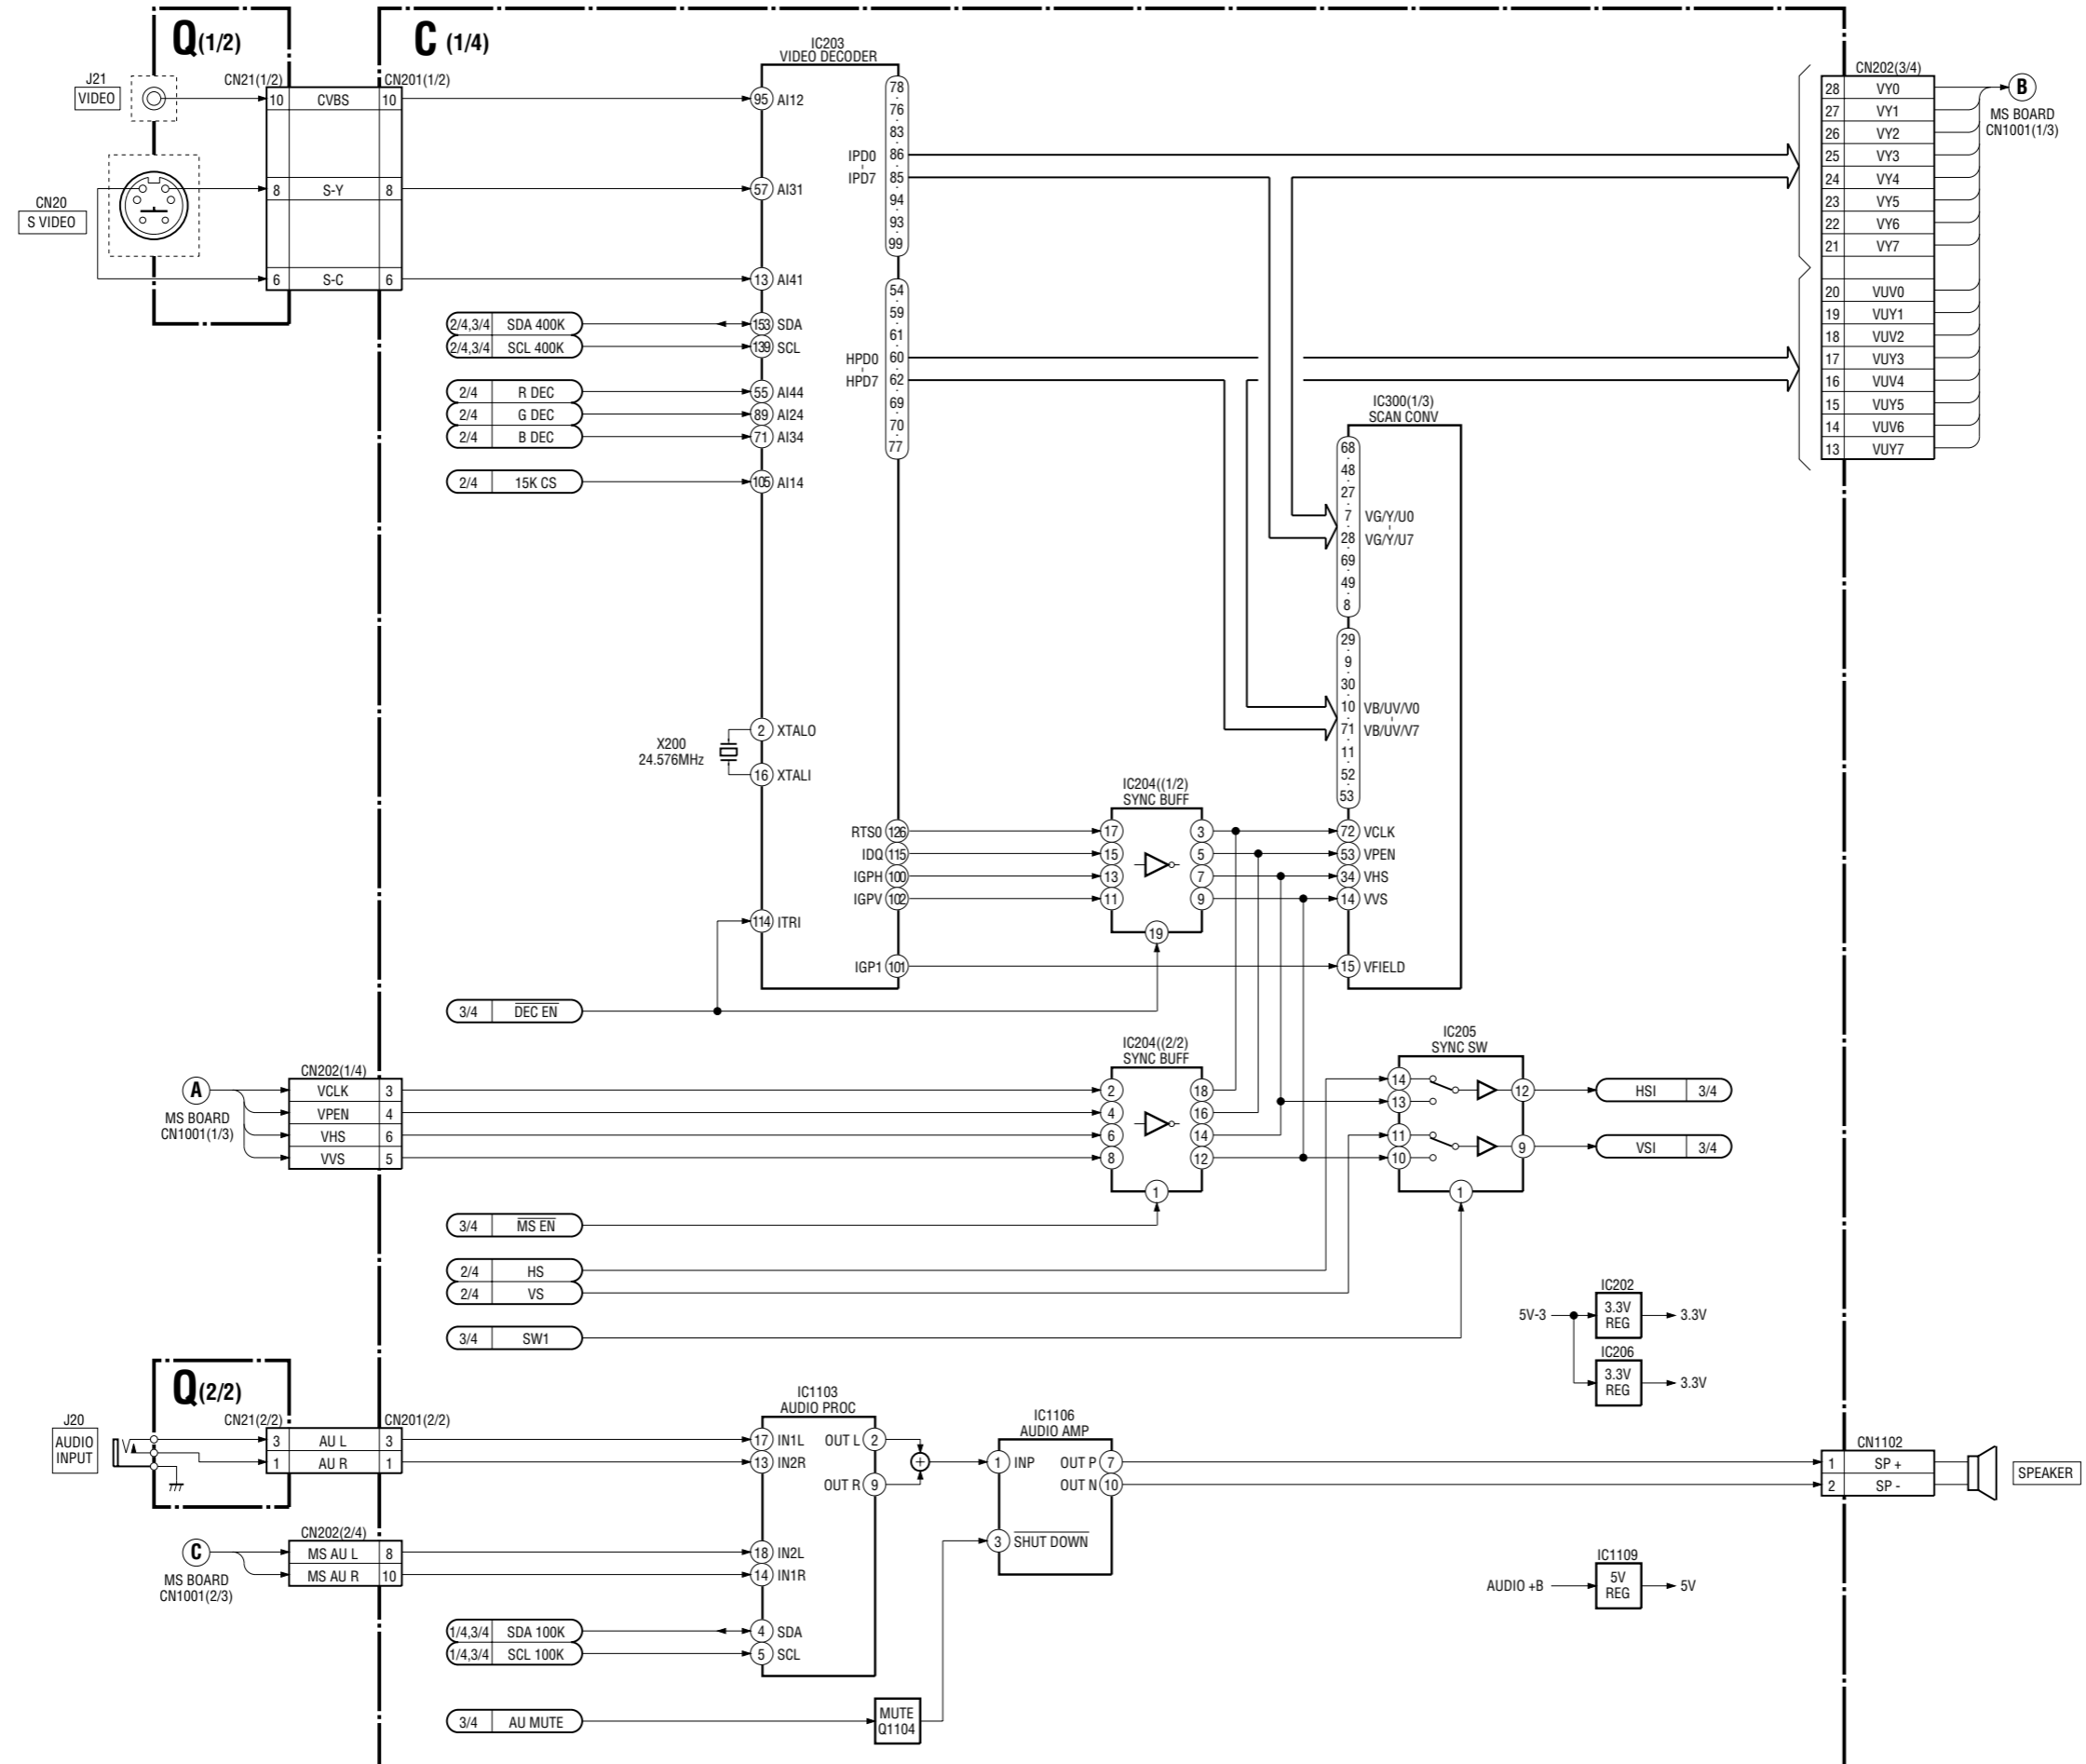 Q(1/2)
C (1/4)
J21
VIDEO
CN20
S VIDEO
CN21(1/2)
CN201(1/2)
10 CVBS 10
8 S-Y 8
6 S-C 6
2/4,3/4 SDA 400K
2/4,3/4 SCL 400K
2/4 R DEC
2/4 G DEC
2/4 B DEC
2/4 15K CS
IC203
VIDEO DECODER
95 AI12
57 AI31
13 AI41
153 SDA
139 SCL
55 AI44
89 AI24
71 AI34
105 AI14
X200
24.576MHz
2 XTALO
16 XTALI
114 ITRI
78
76
83
IPD0 86
IPD7 85
94
93
99
54
59
61
HPD0 60
HPD7 62
69
70
77
RTS0 126
IDQ 115
IGPH 100
IGPV 102
IGP1 101
3/4 DEC EN
IC204((1/2)
SYNC BUFF
17 3
15 5
13 7
11 9
19
IC300(1/3)
SCAN CONV
68
48
27
7 VG/Y/U0
28 VG/Y/U7
69
49
8
29
9
30
10 VB/UV/V0
71 VB/UV/V7
11
52
53
72 VCLK
53 VPEN
34 VHS
14 VVS
15 VFIELD
CN202(3/4)
28 VY0
27 VY1
26 VY2
25 VY3
24 VY4
23 VY5
22 VY6
21 VY7
20 VUV0
19 VUY1
18 VUV2
17 VUY3
16 VUV4
15 VUY5
14 VUV6
13 VUY7
B
MS BOARD
CN1001(1/3)
A
MS BOARD
CN1001(1/3)
CN202(1/4)
VCLK 3
VPEN 4
VHS 6
VVS 5
IC204((2/2)
SYNC BUFF
2 18
4 16
6 14
8 12
1
IC205
SYNC SW
14 12
13
11 9
10
1
HSI 3/4
VSI 3/4
3/4 MS EN
2/4 HS
2/4 VS
3/4 SW1
IC202
5V-3 3.3V REG 3.3V
IC206
3.3V REG 3.3V
Q(2/2)
J20
AUDIO
INPUT
CN21(2/2)
CN201(2/2)
3 AU L 3
1 AU R 1
C
MS BOARD
CN1001(2/3)
CN202(2/4)
MS AU L 8
MS AU R 10
1/4,3/4 SDA 100K
1/4,3/4 SCL 100K
3/4 AU MUTE
IC1103
AUDIO PROC
17 IN1L OUT L 2
13 IN2R
OUT R 9
18 IN2L
14 IN1R
4 SDA
5 SCL
+
MUTE
Q1104
IC1106
AUDIO AMP
1 INP OUT P 7
OUT N 10
3 SHUT DOWN
CN1102
1 SP +
2 SP -
SPEAKER
IC1109
AUDIO +B 5V REG 5V